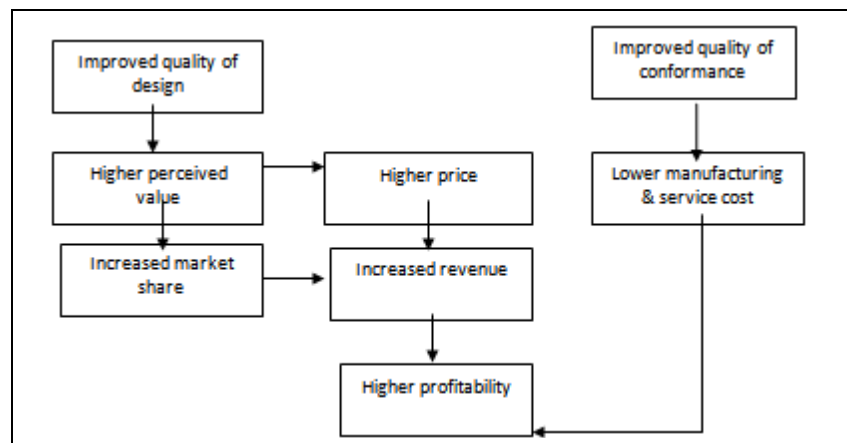 Improved quality of
design
Improved quality of
conformance
Higher perceived
value
Higher price
Lower manufacturing
& service cost
Increased market
share
Increased revenue
Higher profitability